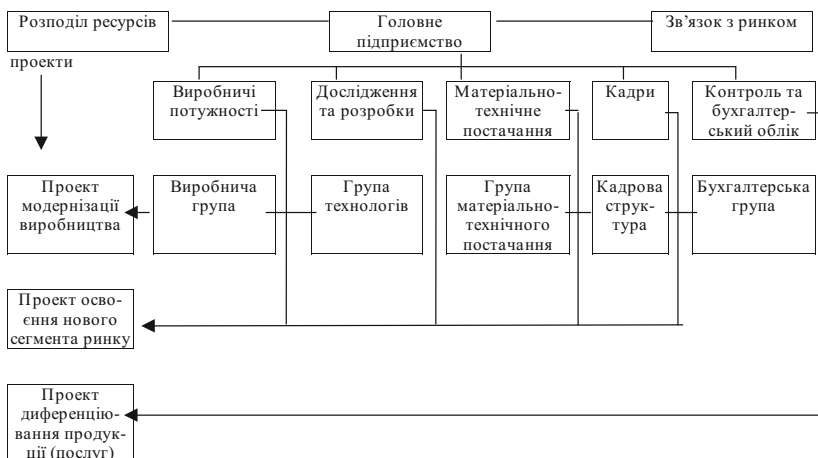 Розподіл ресурсів
Головне
підприємство
Зв’язок з ринком
проекти
Виробничі
потужності
Дослідження
та розробки
Матеріально-
технічне
постачання
Кадри
Контроль та
бухгалтер-
ський облік
Проект
модернізації
виробництва
Виробнича
група
Група
технологів
Група
матеріально-
технічного
постачання
Кадрова
струк-
тура
Бухгалтерська
група
Проект осво-
єння нового
сегмента ринку
Проект
диференцію-
вання продук-
ції (послуг)